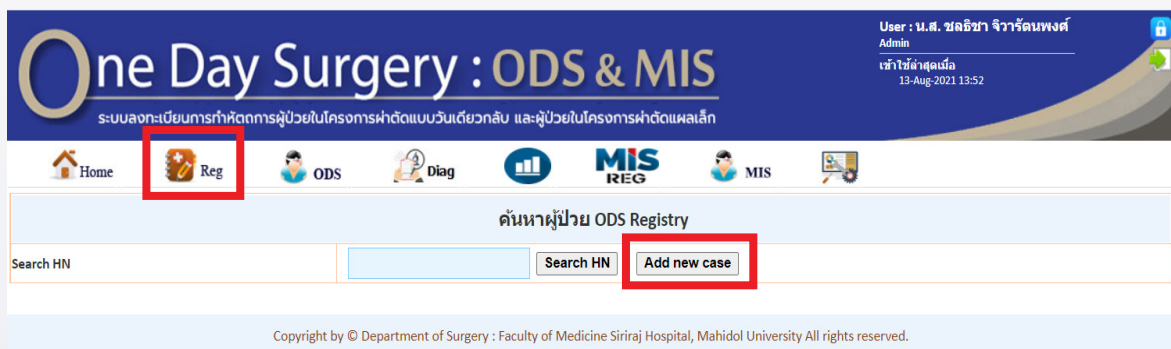 One Day Surgery : ODS & MIS
ระบบลงทะเบียนการทำหัตถการผู้ป่วยในโครงการผ่าตัดแบบวันเดียวกลับ และผู้ป่วยในโครงการผ่าตัดแผลเล็ก
User : น.ส. ชลธิชา จิวารัตนพงศ์
Admin
เข้าใช้ล่าสุดเมื่อ
13-Aug-2021 13:52
Home Reg ODS Diag MIS REG MIS
ค้นหาผู้ป่วย ODS Registry
Search HN Search HN Add new case
Copyright by © Department of Surgery : Faculty of Medicine Siriraj Hospital, Mahidol University All rights reserved.